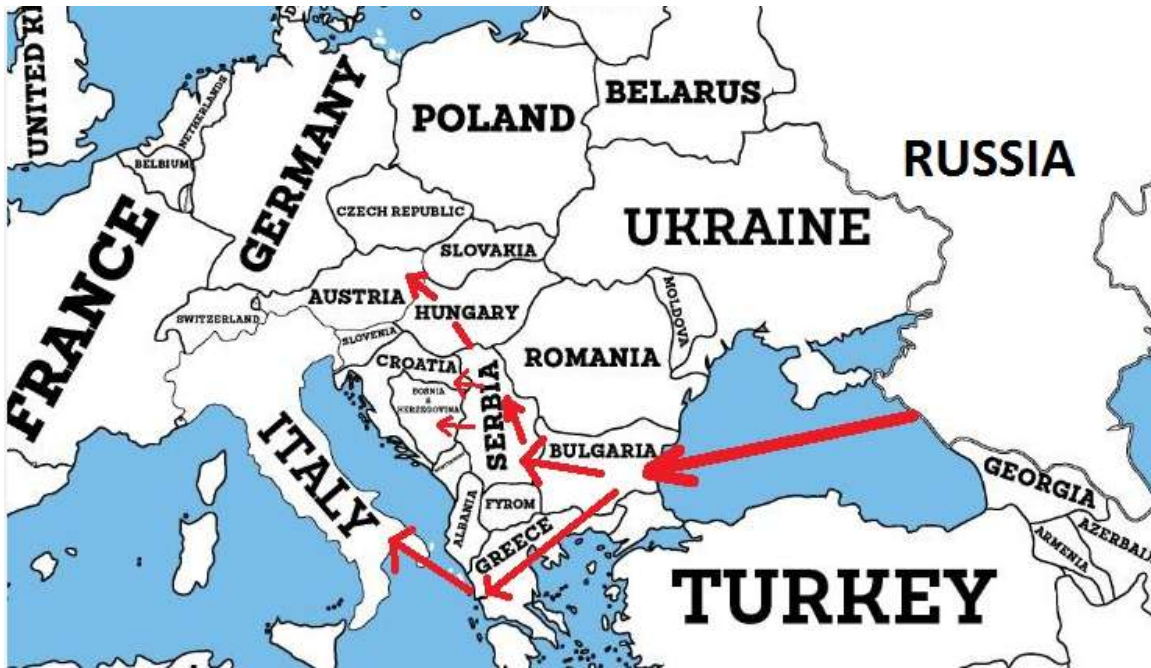 UNITED KI
NETHERLANDS
BELBIUM
GERMANY
POLAND
BELARUS
RUSSIA
FRANCE
CZECH REPUBLIC
SLOVAKIA
UKRAINE
SWITZERLAND
AUSTRIA
HUNGARY
MOLDOVA
SLOVENIA
CROATIA
ROMANIA
BOSNIA
&
HERZEGOVINA
SERBIA
ITALY
BULGARIA
GEORGIA
ALBANIA
FYROM
GREECE
ARMENIA
AZERBAIJ
TURKEY